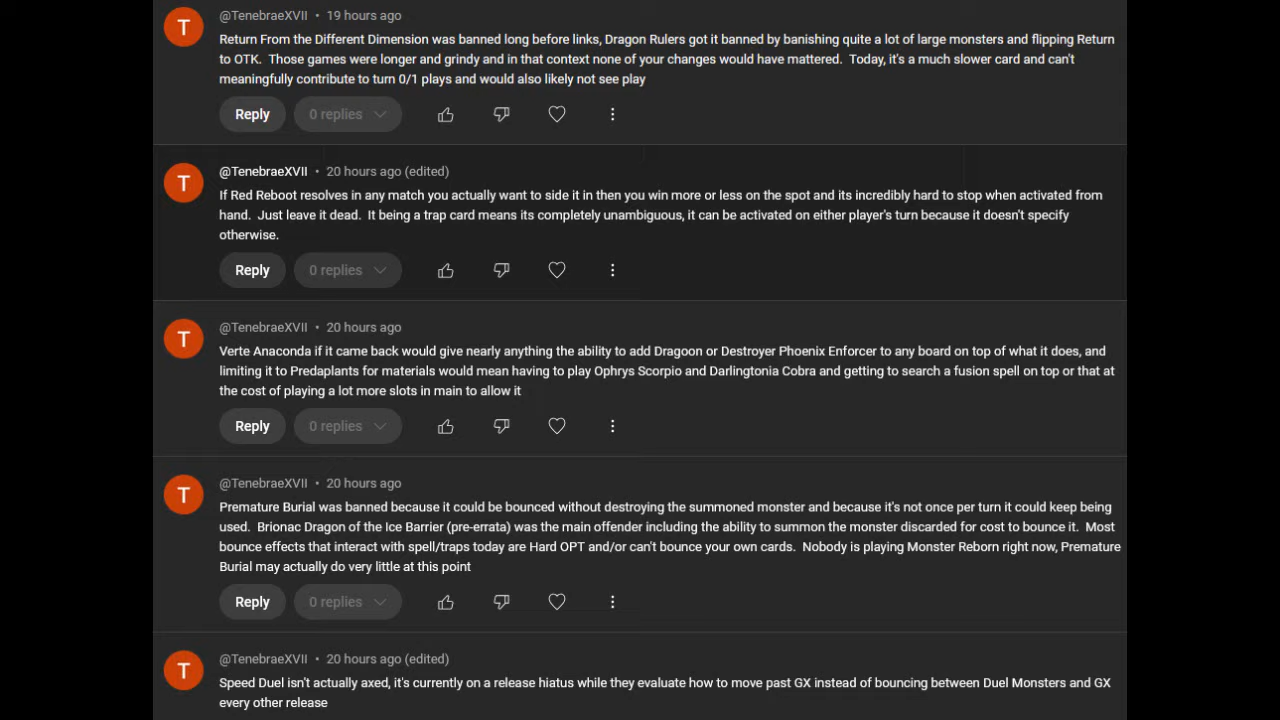 T
@TenebraeXVII • 19 hours ago
Return From the Different Dimension was banned long before links, Dragon Rulers got it banned by banishing quite a lot of large monsters and flipping Return
to OTK.  Those games were longer and grindy and in that context none of your changes would have mattered.  Today, it's a much slower card and can't
meaningfully contribute to turn 0/1 plays and would also likely not see play
Reply 0 replies
T
@TenebraeXVII • 20 hours ago (edited)
If Red Reboot resolves in any match you actually want to side it in then you win more or less on the spot and its incredibly hard to stop when activated from
hand.  Just leave it dead.  It being a trap card means its completely unambiguous, it can be activated on either player's turn because it doesn't specify
otherwise.
Reply 0 replies
T
@TenebraeXVII • 20 hours ago
Verte Anaconda if it came back would give nearly anything the ability to add Dragoon or Destroyer Phoenix Enforcer to any board on top of what it does, and
limiting it to Predaplants for materials would mean having to play Ophrys Scorpio and Darlingtonia Cobra and getting to search a fusion spell on top or that at
the cost of playing a lot more slots in main to allow it
Reply 0 replies
T
@TenebraeXVII • 20 hours ago
Premature Burial was banned because it could be bounced without destroying the summoned monster and because it's not once per turn it could keep being
used.  Brionac Dragon of the Ice Barrier (pre-errata) was the main offender including the ability to summon the monster discarded for cost to bounce it.  Most
bounce effects that interact with spell/traps today are Hard OPT and/or can't bounce your own cards.  Nobody is playing Monster Reborn right now, Premature
Burial may actually do very little at this point
Reply 0 replies
T
@TenebraeXVII • 20 hours ago (edited)
Speed Duel isn't actually axed, it's currently on a release hiatus while they evaluate how to move past GX instead of bouncing between Duel Monsters and GX
every other release